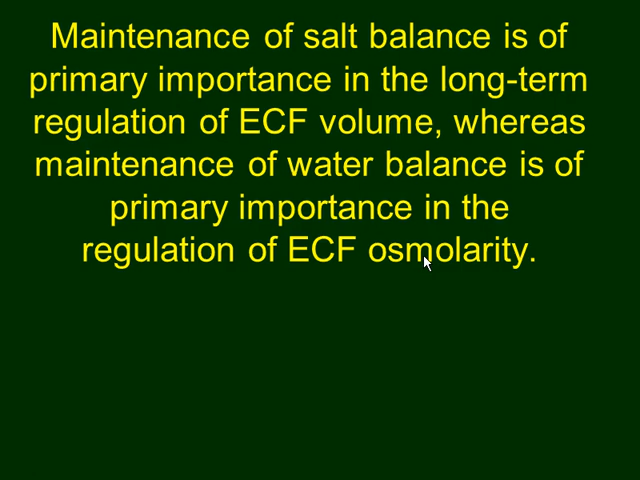 Maintenance of salt balance is of
primary importance in the long-term
regulation of ECF volume, whereas
maintenance of water balance is of
primary importance in the
regulation of ECF osmolarity.